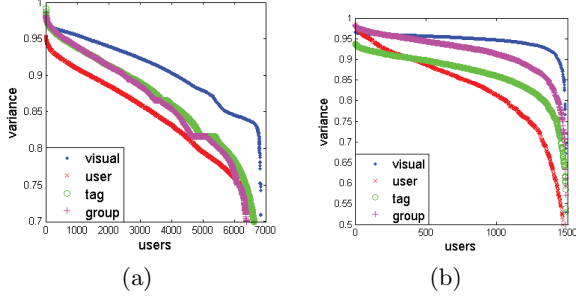 1
0.95
0.9
0.85
0.8
0.75
0.7
variance
0 1000 2000 3000 4000 5000 6000 7000
users
visual
user
tag
group
(a)
1
0.95
0.9
0.85
0.8
0.75
0.7
0.65
0.6
0.55
0.5
variance
0 500 1000 1500
users
visual
user
tag
group
(b)